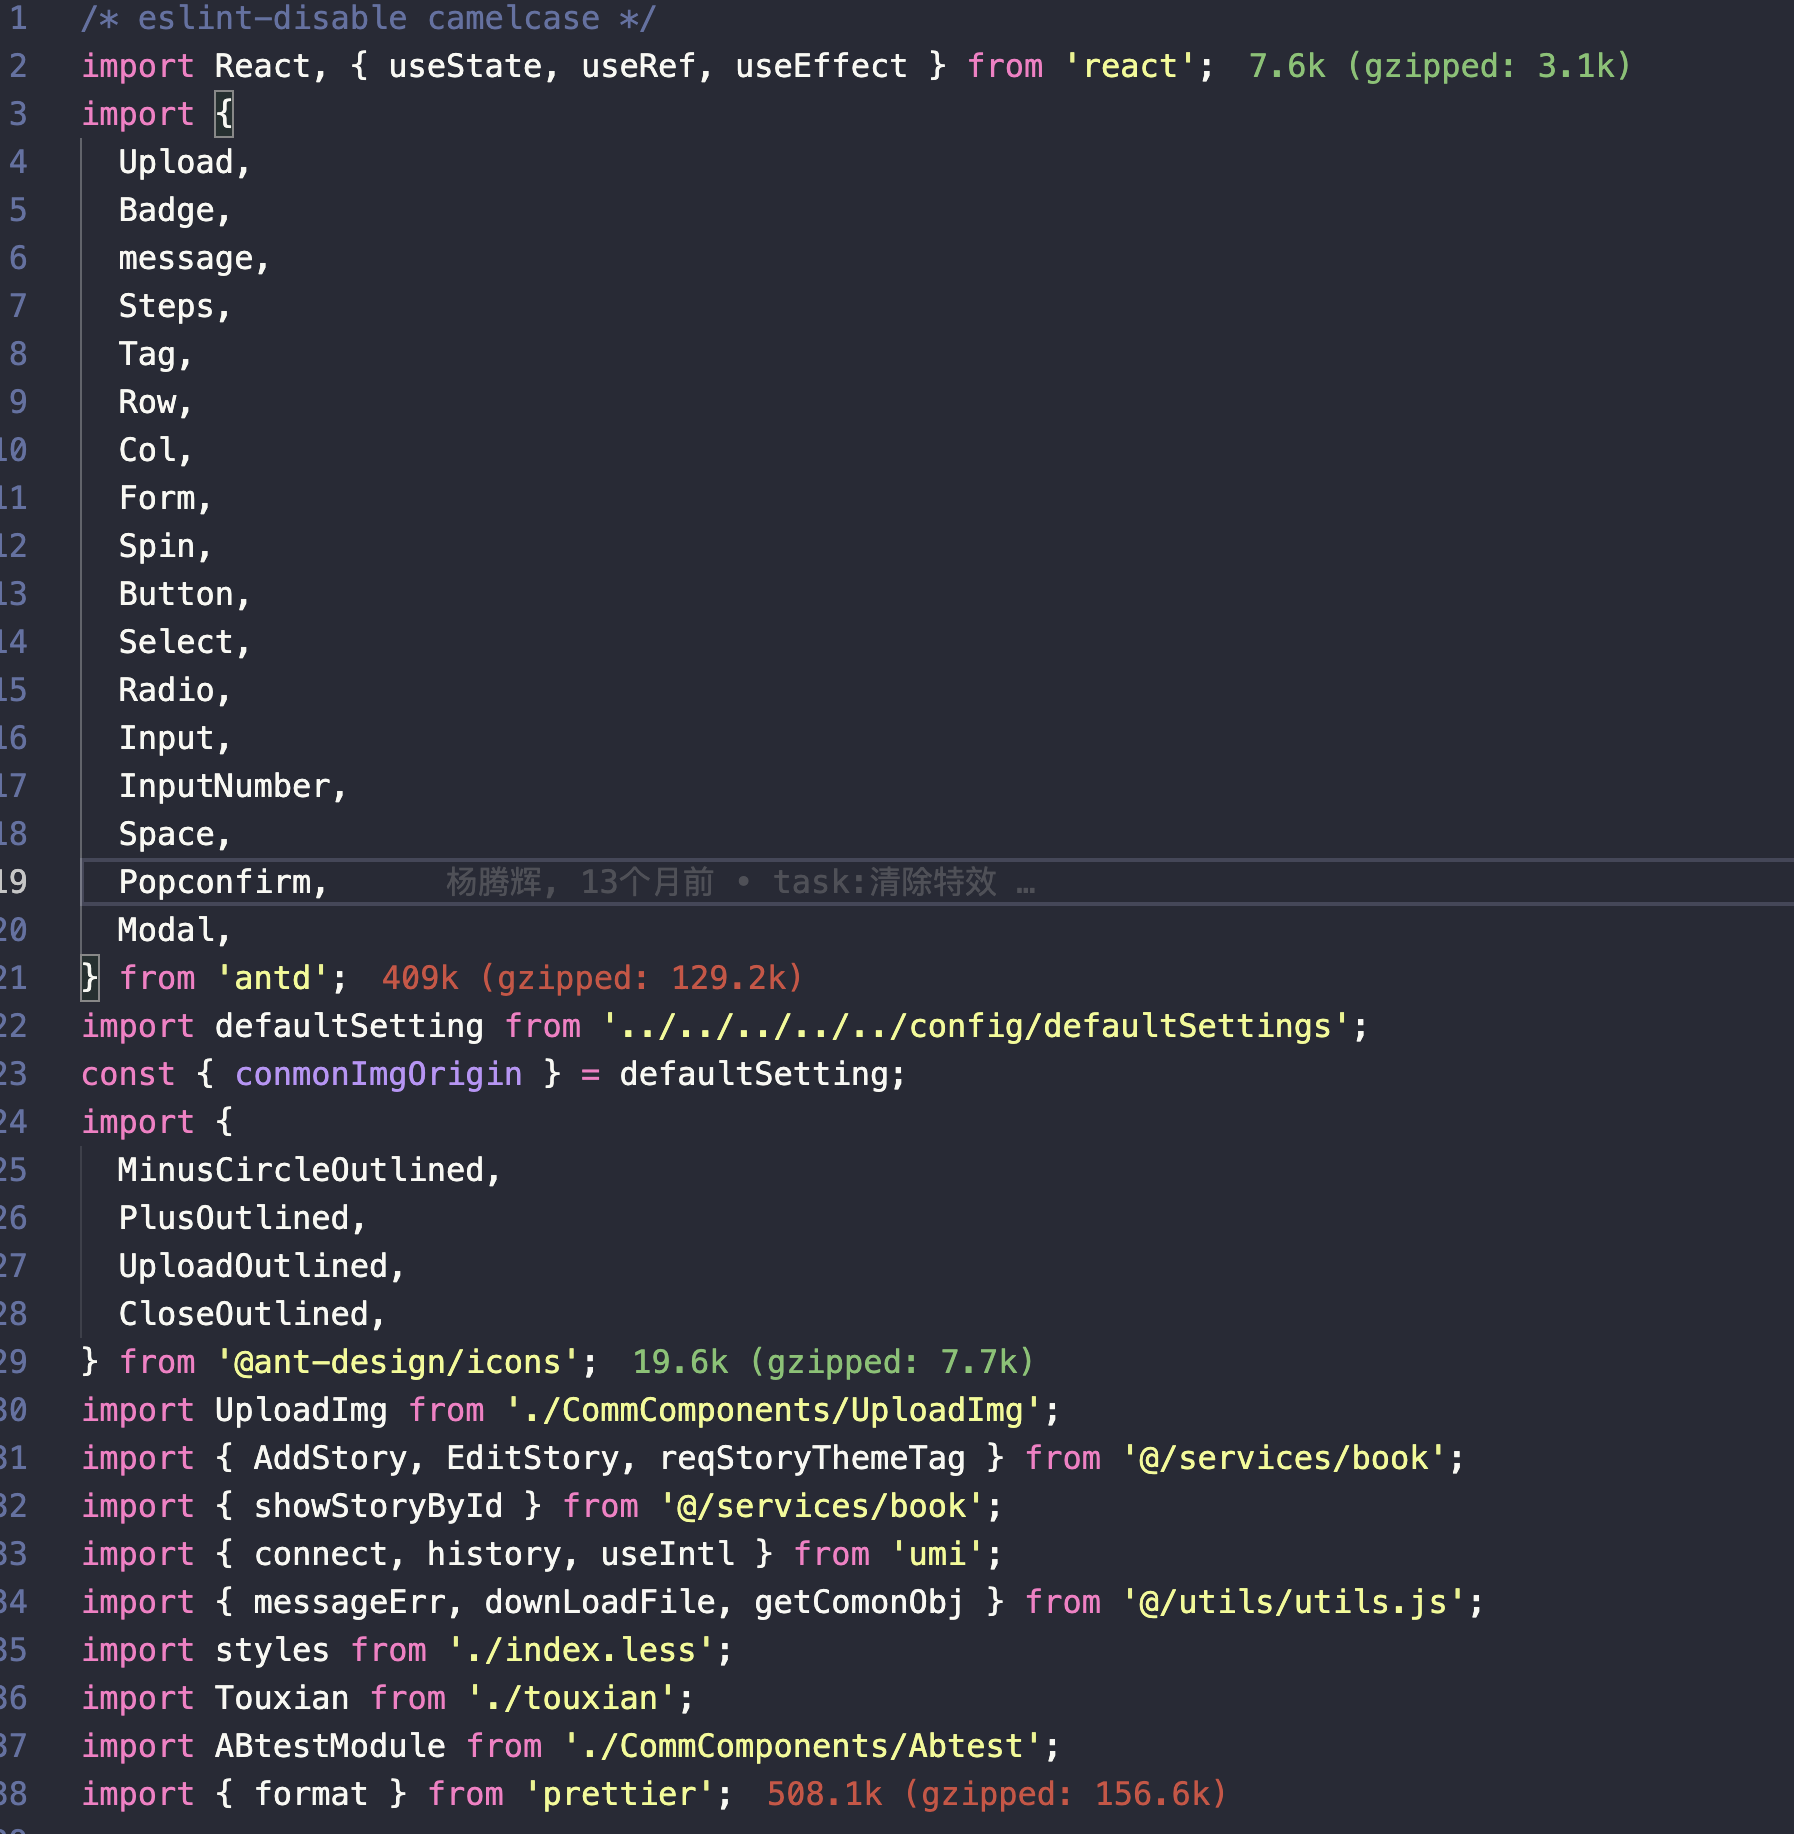 1 /* eslint-disable camelcase */
2 import React, { useState, useRef, useEffect } from 'react'; 7.6k (gzipped: 3.1k)
3 import {
4 Upload,
5 Badge,
6 message,
7 Steps,
8 Tag,
9 Row,
10 Col,
11 Form,
12 Spin,
13 Button,
14 Select,
15 Radio,
16 Input,
17 InputNumber,
18 Space,
19 Popconfirm, 杨腾辉, 13个月前 • task:清除特效 …
20 Modal,
21 } from 'antd'; 409k (gzipped: 129.2k)
22 import defaultSetting from '../../../../../config/defaultSettings';
23 const { conmonImgOrigin } = defaultSetting;
24 import {
25 MinusCircleOutlined,
26 PlusOutlined,
27 UploadOutlined,
28 CloseOutlined,
29 } from '@ant-design/icons'; 19.6k (gzipped: 7.7k)
30 import UploadImg from './CommComponents/UploadImg';
31 import { AddStory, EditStory, reqStoryThemeTag } from '@/services/book';
32 import { showStoryById } from '@/services/book';
33 import { connect, history, useIntl } from 'umi';
34 import { messageErr, downLoadFile, getComonObj } from '@/utils/utils.js';
35 import styles from './index.less';
36 import Touxian from './touxian';
37 import ABtestModule from './CommComponents/Abtest';
38 import { format } from 'prettier'; 508.1k (gzipped: 156.6k)